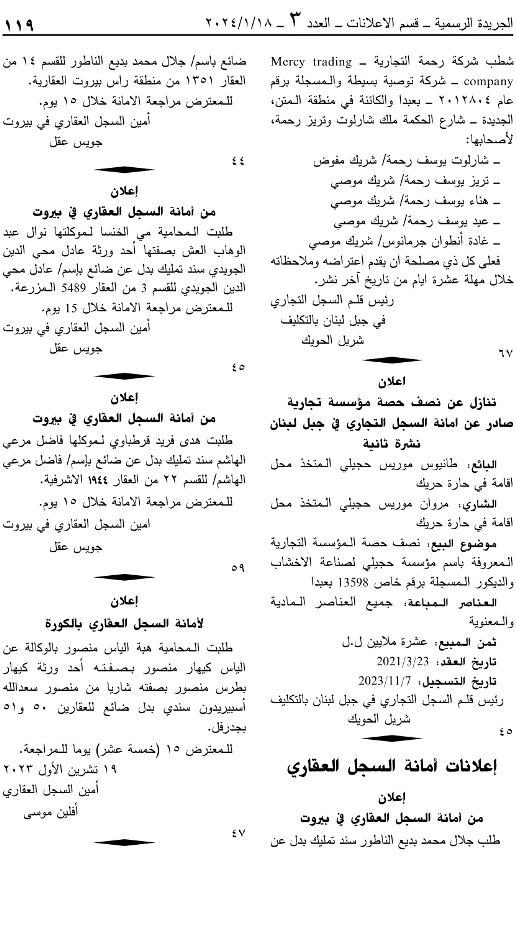 الجريدة الرسمية ــ قسم الاعلانات ــ العدد ٣ ــ ٢٠٢٤/١/١٨
١١٩
شطب شركة رحمة التجارية ــ Mercy trading
company ــ شركة توصية بسيطة والمسجلة برقم
عام ٢٠١٢٨٠٤ ــ بعبدا والكائنة في منطقة المتن،
الجديدة ــ شارع الحكمة ملك شارلوت وتريز رحمة،
لأصحابها:
ــ شارلوت يوسف رحمة/ شريك مفوض
ــ تريز يوسف رحمة/ شريك موصي
ــ هناء يوسف رحمة/ شريك موصي
ــ عبد يوسف رحمة/ شريك موصي
ــ غادة أنطوان جرمانوس/ شريك موصي
فعلى كل ذي مصلحة ان يقدم اعتراضه وملاحظاته
خلال مهلة عشرة ايام من تاريخ آخر نشر.
رئيس قلم السجل التجاري
في جبل لبنان بالتكليف
شربل الحويك
٦٧
اعلان
تنازل عن نصف حصة مؤسسة تجارية
صادر عن امانة السجل التجاري في جبل لبنان
نشرة ثانية
البائع: طانيوس موريس حجيلي المتخذ محل
اقامة في حارة حريك
الشاري: مروان موريس حجيلي المتخذ محل
اقامة في حارة حريك
موضوع البيع: نصف حصة المؤسسة التجارية
المعروفة باسم مؤسسة حجيلي لصناعة الاخشاب
والديكور المسجلة برقم خاص 13598 بعبدا
العناصر المباعة: جميع العناصر المادية
والمعنوية
ثمن المبيع: عشرة ملايين ل.ل
تاريخ العقد: 2021/3/23
تاريخ التسجيل: 2023/11/7
رئيس قلم السجل التجاري في جبل لبنان بالتكليف
شربل الحويك
٤٥
إعلانات أمانة السجل العقاري
إعلان
من أمانة السجل العقاري في بيروت
طلب جلال محمد بديع الناطور سند تمليك بدل عن
ضائع باسم/ جلال محمد بديع الناطور للقسم ١٤ من
العقار ١٣٥١ من منطقة راس بيروت العقارية.
للمعترض مراجعة الامانة خلال ١٥ يوم.
أمين السجل العقاري في بيروت
جويس عقل
٤٤
إعلان
من أمانة السجل العقاري في بيروت
طلبت المحامية مي الخنسا لموكلتها نوال عبد
الوهاب العش بصفتها أحد ورثة عادل محي الدين
الجويدي سند تمليك بدل عن ضائع بإسم/ عادل محي
الدين الجويدي للقسم 3 من العقار 5489 المزرعة.
للمعترض مراجعة الامانة خلال 15 يوم.
أمين السجل العقاري في بيروت
جويس عقل
٤٥
إعلان
من أمانة السجل العقاري في بيروت
طلبت هدى فريد قرطباوي لموكلها فاضل مرعي
الهاشم سند تمليك بدل عن ضائع بإسم/ فاضل مرعي
الهاشم/ للقسم ٢٢ من العقار ١٩٤٤ الاشرفية.
للمعترض مراجعة الامانة خلال ١٥ يوم.
امين السجل العقاري في بيروت
جويس عقل
٥٩
إعلان
لأمانة السجل العقاري بالكورة
طلبت المحامية هبة الياس منصور بالوكالة عن
الياس كيهار منصور بصفته أحد ورثة كيهار
بطرس منصور بصفته شاريا من منصور سعدالله
أسبيريدون سندي بدل ضائع للعقارين ٥٠ و٥١
بجدرفل.
للمعترض ١٥ (خمسة عشر) يوما للمراجعة.
١٩ تشرين الأول ٢٠٢٣
أمين السجل العقاري
أفلين موسى
٤٧